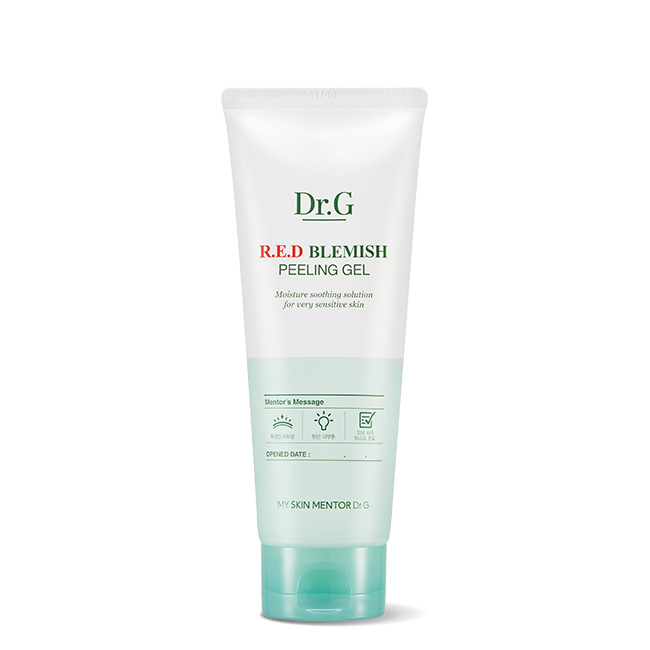 Dr.G
R.E.D BLEMISH
PEELING GEL
Moisture soothing solution
for very sensitive skin
Mentor's Message
OPENED DATE : . .
MY SKIN MENTOR Dr.G